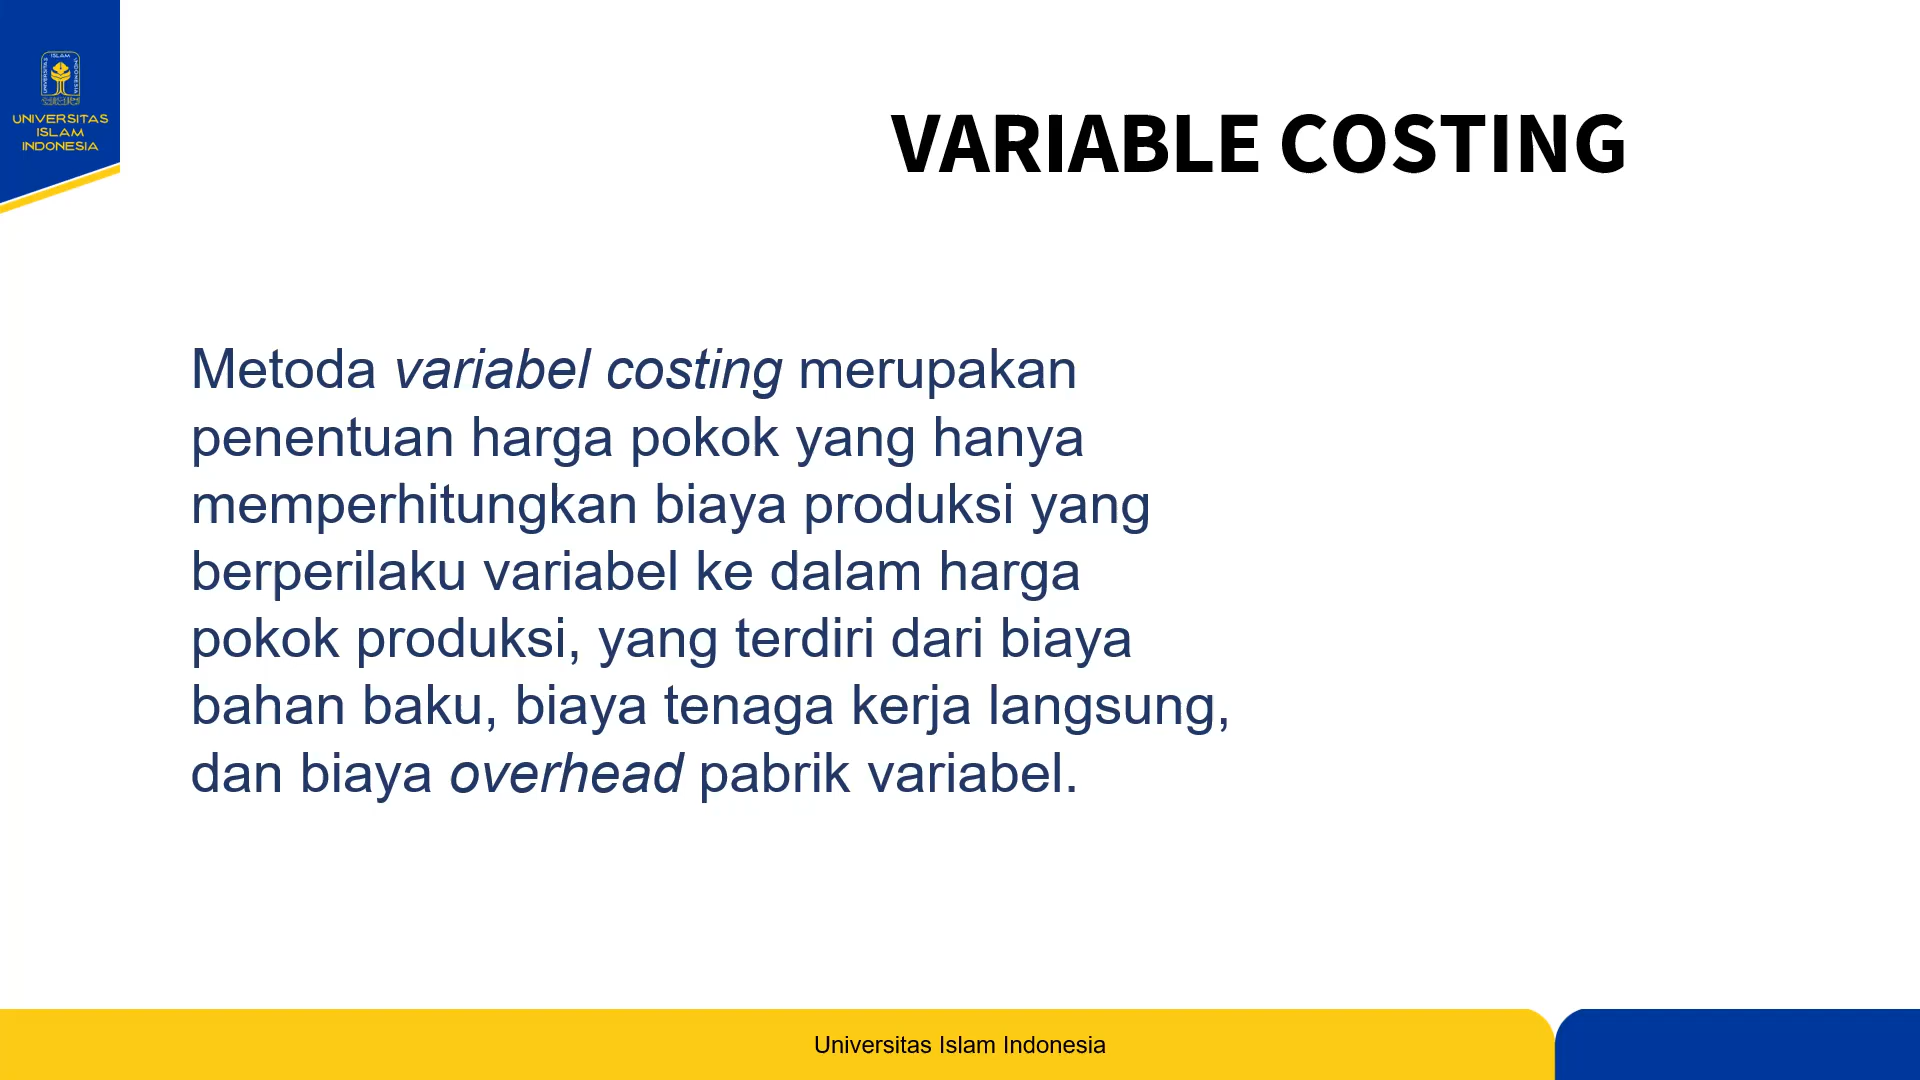 UNIVERSITAS
ISLAM
INDONESIA
VARIABLE COSTING
Metoda variabel costing merupakan
penentuan harga pokok yang hanya
memperhitungkan biaya produksi yang
berperilaku variabel ke dalam harga
pokok produksi, yang terdiri dari biaya
bahan baku, biaya tenaga kerja langsung,
dan biaya overhead pabrik variabel.
Universitas Islam Indonesia